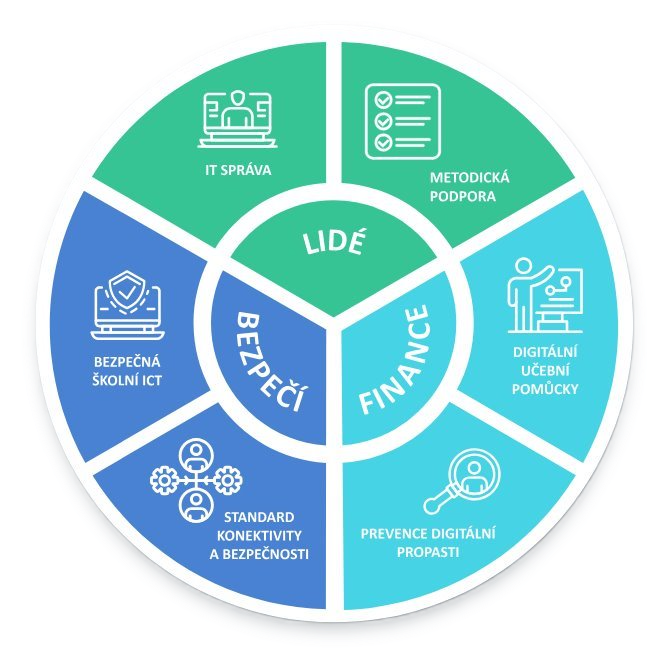 IT SPRÁVA
METODICKÁ
PODPORA
LIDÉ
BEZPEČÍ
FINANCE
BEZPEČNÁ
ŠKOLNÍ ICT
DIGITÁLNÍ
UČEBNÍ
POMŮCKY
STANDARD
KONEKTIVITY
A BEZPEČNOSTI
PREVENCE DIGITÁLNÍ
PROPASTI